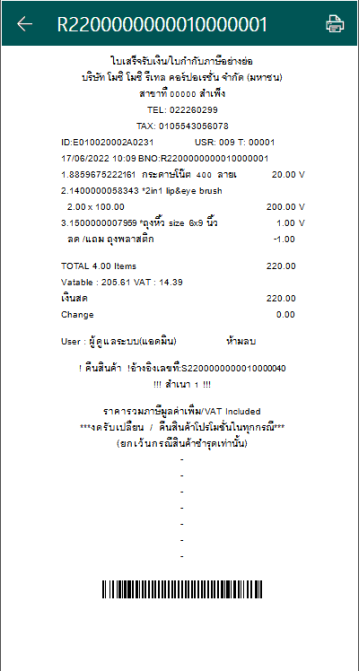 R2200000000010000001
ใบเสร็จรับเงิน/ใบกำกับภาษีอย่างย่อ
บริษัท โมชิ โมชิ รีเทล คอร์ปอเรชั่น จำกัด (มหาชน)
สาขาที่ 00000 สำเพ็ง
TEL: 022260299
TAX: 0105543056078
ID:E010020002A0231 USR: 009 T: 00001
17/06/2022 10:09 BNO:R2200000000010000001
1.8859675222161 กระดาษโน๊ต 400 ลายเ 20.00 V
2.1400000058343 *2in1 lip&eye brush
2.00 x 100.00 200.00 V
3.1500000007959 *ถุงหิ้ว size 6x9 นิ้ว 1.00 V
ลด /แถม ถุงพลาสติก -1.00
TOTAL 4.00 Items 220.00
Vatable : 205.61 VAT : 14.39
เงินสด 220.00
Change 0.00
User : ผู้ดูแลระบบ(แอดมิน) ห้ามลบ
! คืนสินค้า !อ้างอิงเลขที่:S2200000000010000040
!!! สำเนา 1 !!!
ราคารวมภาษีมูลค่าเพิ่ม/VAT Included
***งดรับเปลี่ยน / คืนสินค้าโปรโมชั่นในทุกกรณี***
(ยกเว้นกรณีสินค้าชำรุดเท่านั้น)
-
-
-
-
-
-
-